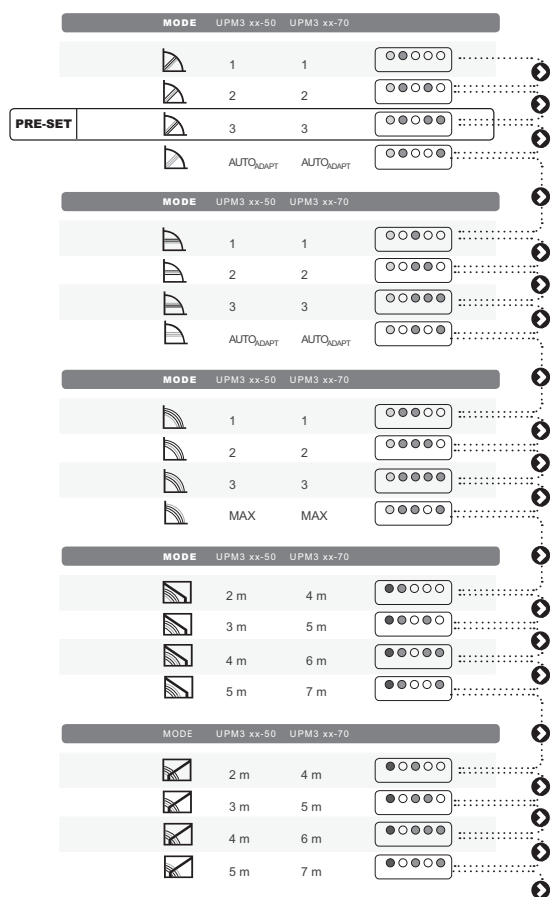 MODE UPM3 xx-50 UPM3 xx-70
1 1
2 2
PRE-SET 3 3
AUTOADAPT AUTOADAPT
MODE UPM3 xx-50 UPM3 xx-70
1 1
2 2
3 3
AUTOADAPT AUTOADAPT
MODE UPM3 xx-50 UPM3 xx-70
1 1
2 2
3 3
MAX MAX
MODE UPM3 xx-50 UPM3 xx-70
2 m 4 m
3 m 5 m
4 m 6 m
5 m 7 m
MODE UPM3 xx-50 UPM3 xx-70
2 m 4 m
3 m 5 m
4 m 6 m
5 m 7 m